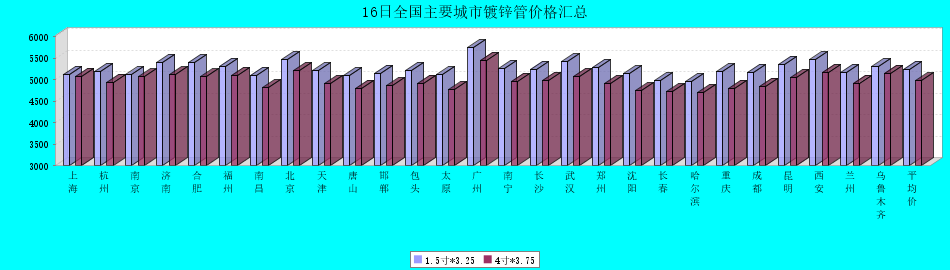 16日全国主要城市镀锌管价格汇总
6000
5500
5000
4500
4000
3500
3000
上海 杭州 南京 济南 合肥 福州 南昌 北京 天津 唐山 邯郸 包头 太原 广州 南宁 长沙 武汉 郑州 沈阳 长春 哈尔滨 重庆 成都 昆明 西安 兰州 乌鲁木齐 平均价
1.5寸*3.25 4寸*3.75